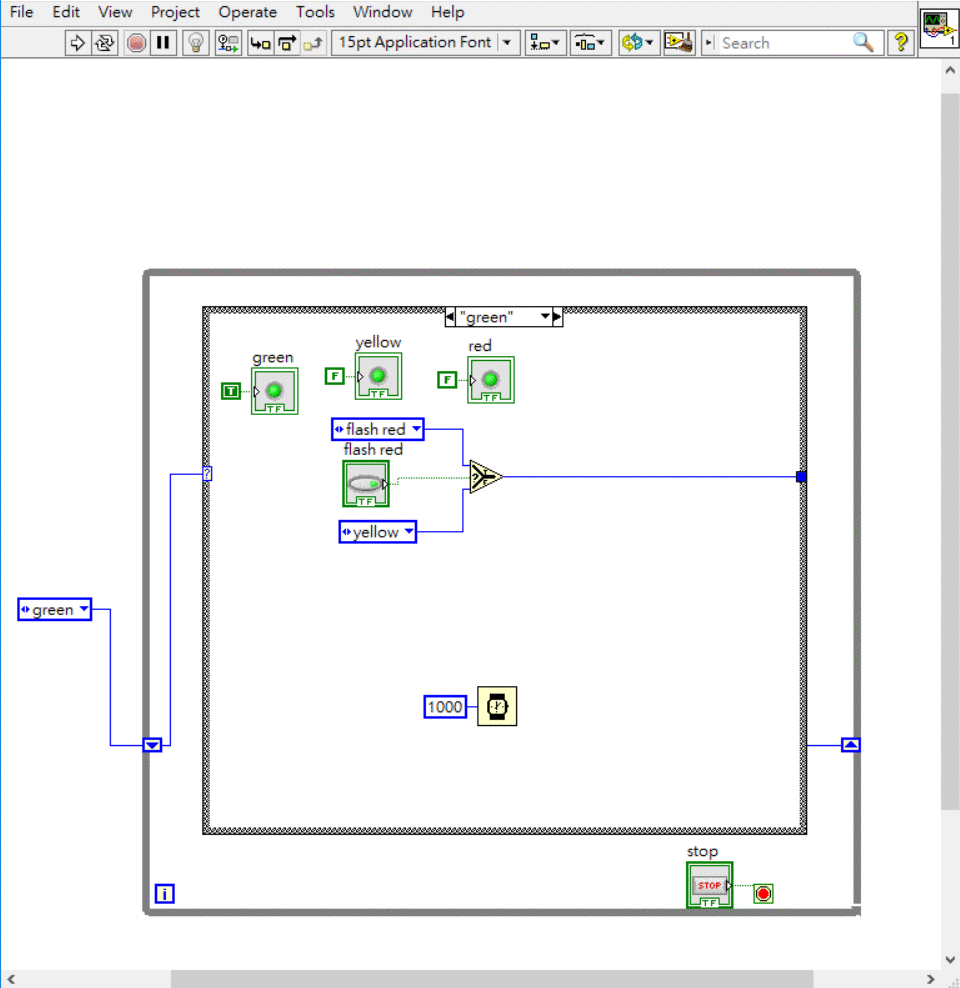 File Edit View Project Operate Tools Window Help
15pt Application Font Search ? 1
"green"
green yellow red
T F F
TF TF TF
flash red
flash red
? T F
TF
?
yellow
green
1000
stop
STOP
TF
i